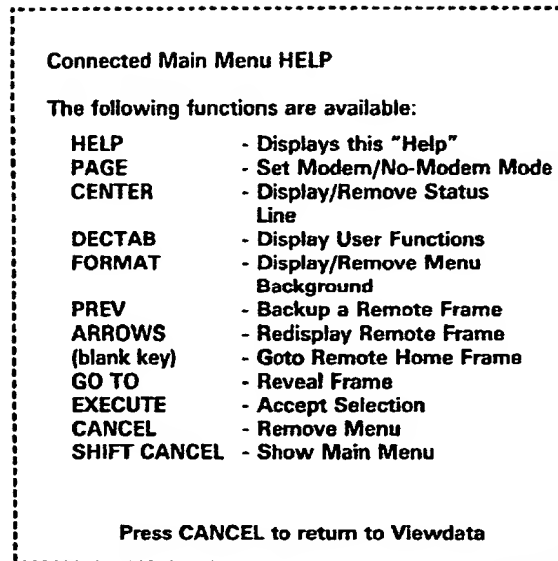 Connected Main Menu HELP
The following functions are available:
HELP - Displays this "Help"
PAGE - Set Modem/No-Modem Mode
CENTER - Display/Remove Status
Line
DECTAB - Display User Functions
FORMAT - Display/Remove Menu
Background
PREV - Backup a Remote Frame
ARROWS - Redisplay Remote Frame
(blank key) - Goto Remote Home Frame
GO TO - Reveal Frame
EXECUTE - Accept Selection
CANCEL - Remove Menu
SHIFT CANCEL - Show Main Menu
Press CANCEL to return to Viewdata